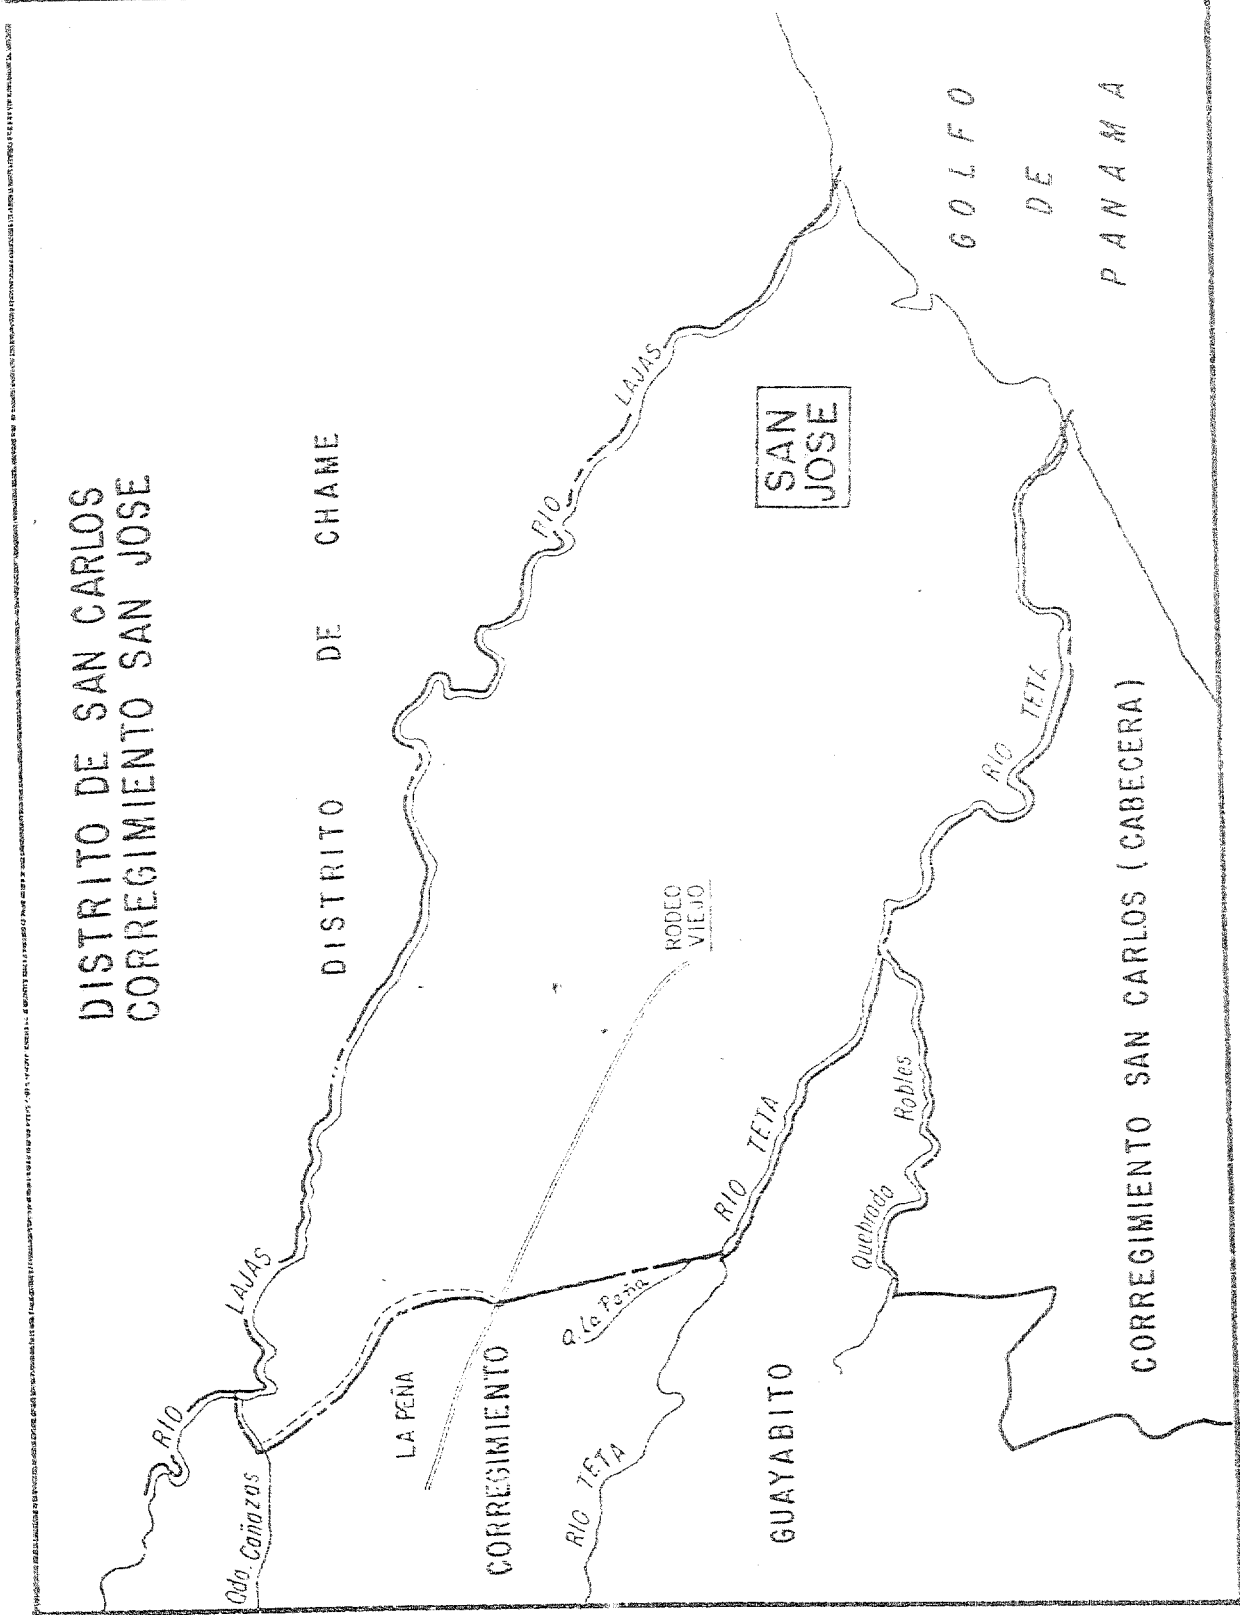 DISTRITO DE SAN CARLOS
CORREGIMIENTO SAN JOSE
DISTRITO DE CHAME
RIO LAJAS
RIO LAJAS
Qda. Cañazas
LA PEÑA
CORREGIMIENTO
GUAYABITO
Q. La Peña
RODEO
VIEJO
SAN
JOSE
RIO TETA
RIO TETA
RIO TETA
Quebrada Robles
CORREGIMIENTO SAN CARLOS (CABECERA)
GOLFO
DE
PANAMA